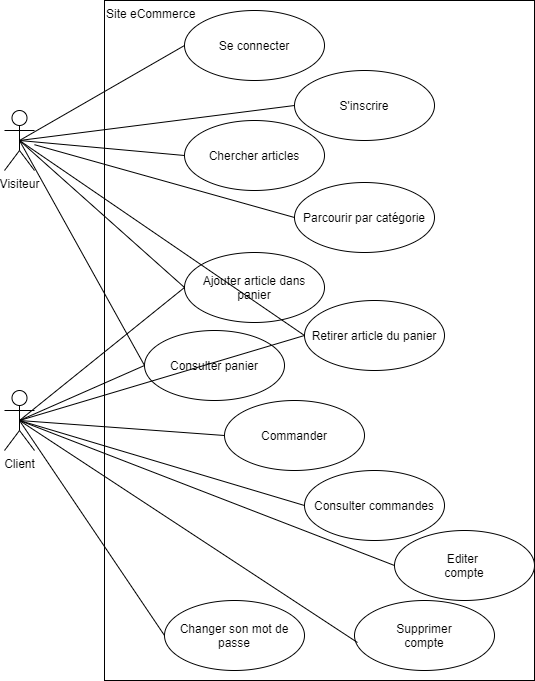 Site eCommerce
Se connecter
S'inscrire
Chercher articles
Visiteur
Parcourir par catégorie
Ajouter article dans
panier
Retirer article du panier
Consulter panier
Commander
Client
Consulter commandes
Editer
compte
Changer son mot de
passe
Supprimer
compte